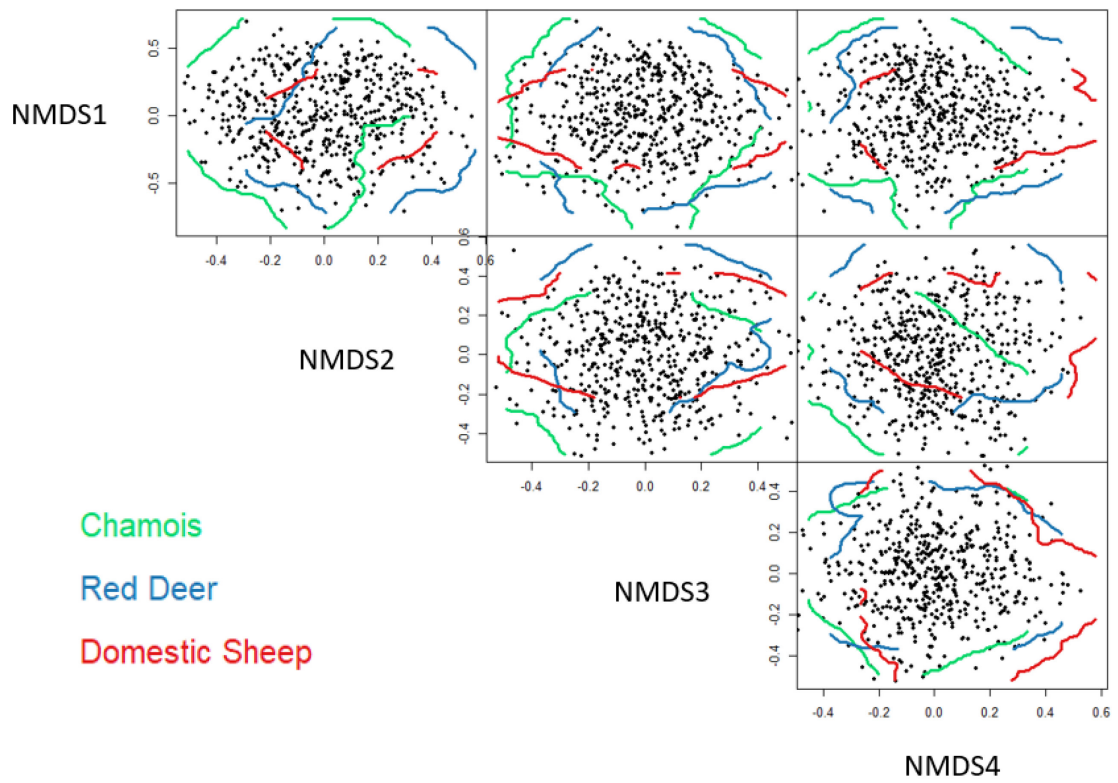 0.5
NMDS1
0.0
-0.5
-0.4 -0.2 0.0 0.2 0.4 0.6
0.6
0.4
0.2
NMDS2
0.0
-0.2
-0.4
-0.4 -0.2 0.0 0.2 0.4
0.4
Chamois
0.2
Red Deer
NMDS3
0.0
-0.2
Domestic Sheep
-0.4
-0.4 -0.2 0.0 0.2 0.4 0.6
NMDS4